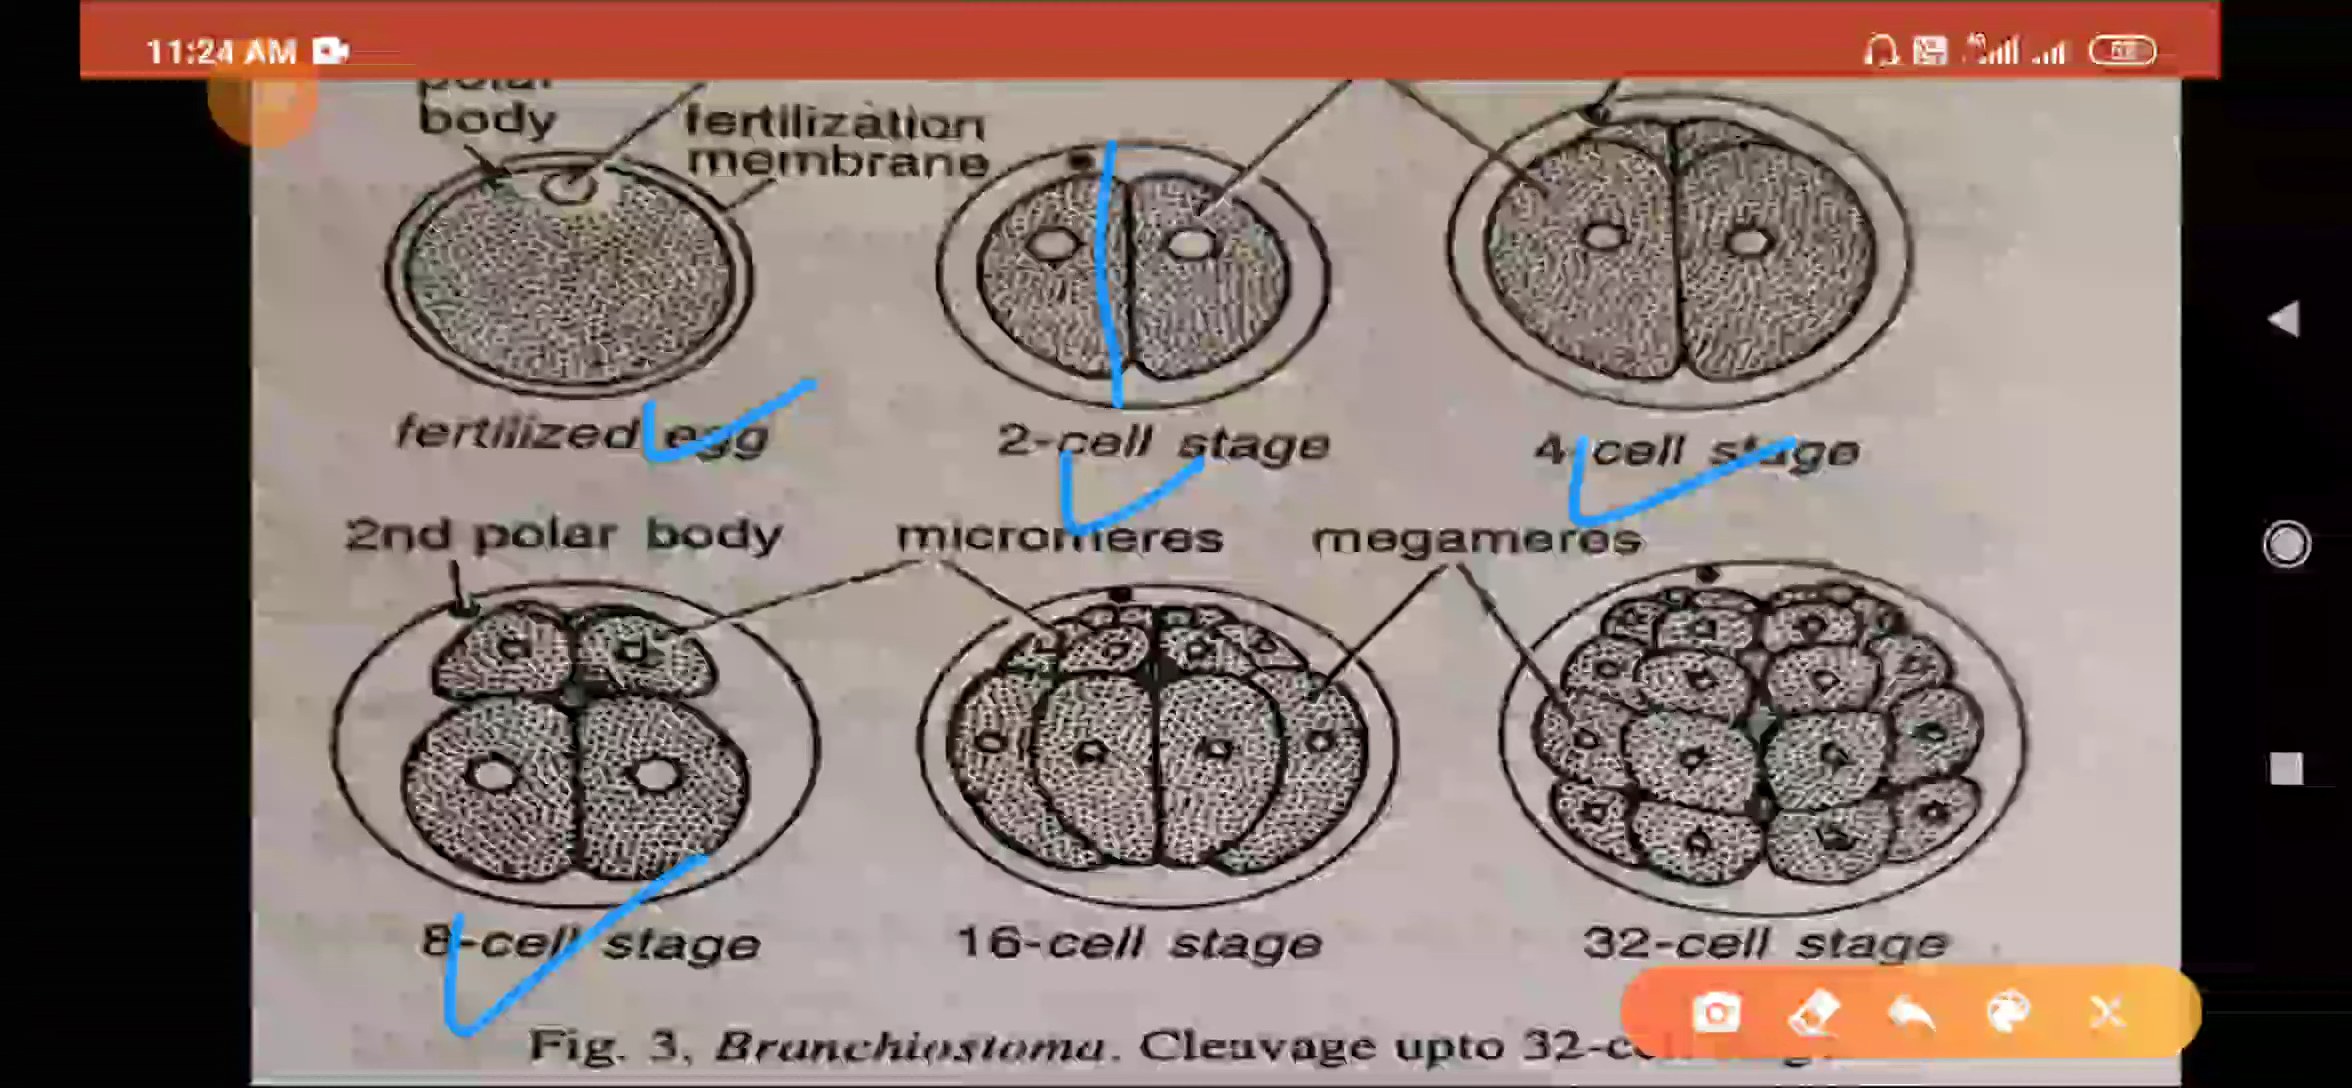 11:24 AM
polar
body
fertilization
membrane
fertilized egg
2-cell stage
4-cell stage
2nd polar body
micromeres
megameres
8-cell stage
16-cell stage
32-cell stage
Fig. 3. Branchiostoma. Cleavage upto 32-c